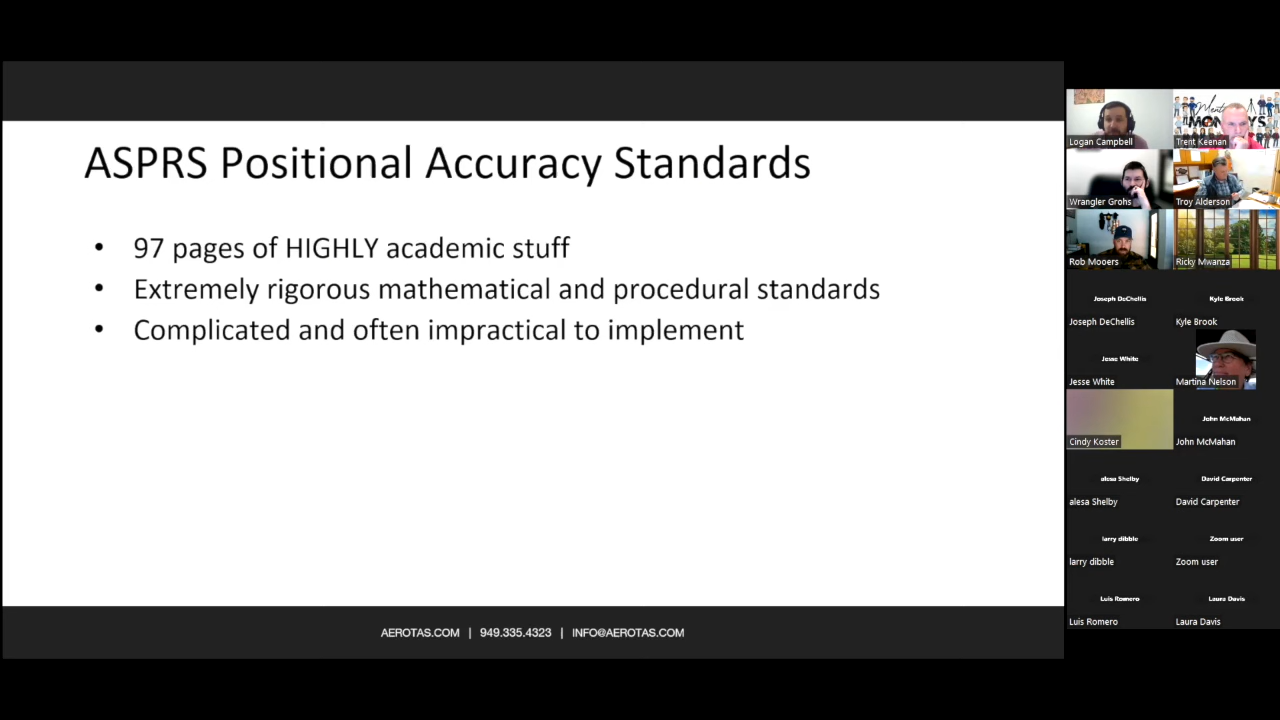 ASPRS Positional Accuracy Standards
• 97 pages of HIGHLY academic stuff
• Extremely rigorous mathematical and procedural standards
• Complicated and often impractical to implement
AEROTAS.COM | 949.335.4323 | INFO@AEROTAS.COM
Logan Campbell
Trent Keenan
Wrangler Grohs
Troy Alderson
Rob Mooers
Ricky Mwanza
Joseph DeChellis
Kyle Brook
Joseph DeChellis
Kyle Brook
Jesse White
Jesse White
Martina Nelson
John McMahan
Cindy Koster
John McMahan
alesa Shelby
David Carpenter
alesa Shelby
David Carpenter
larry dibble
Zoom user
larry dibble
Zoom user
Luis Romero
Laura Davis
Luis Romero
Laura Davis